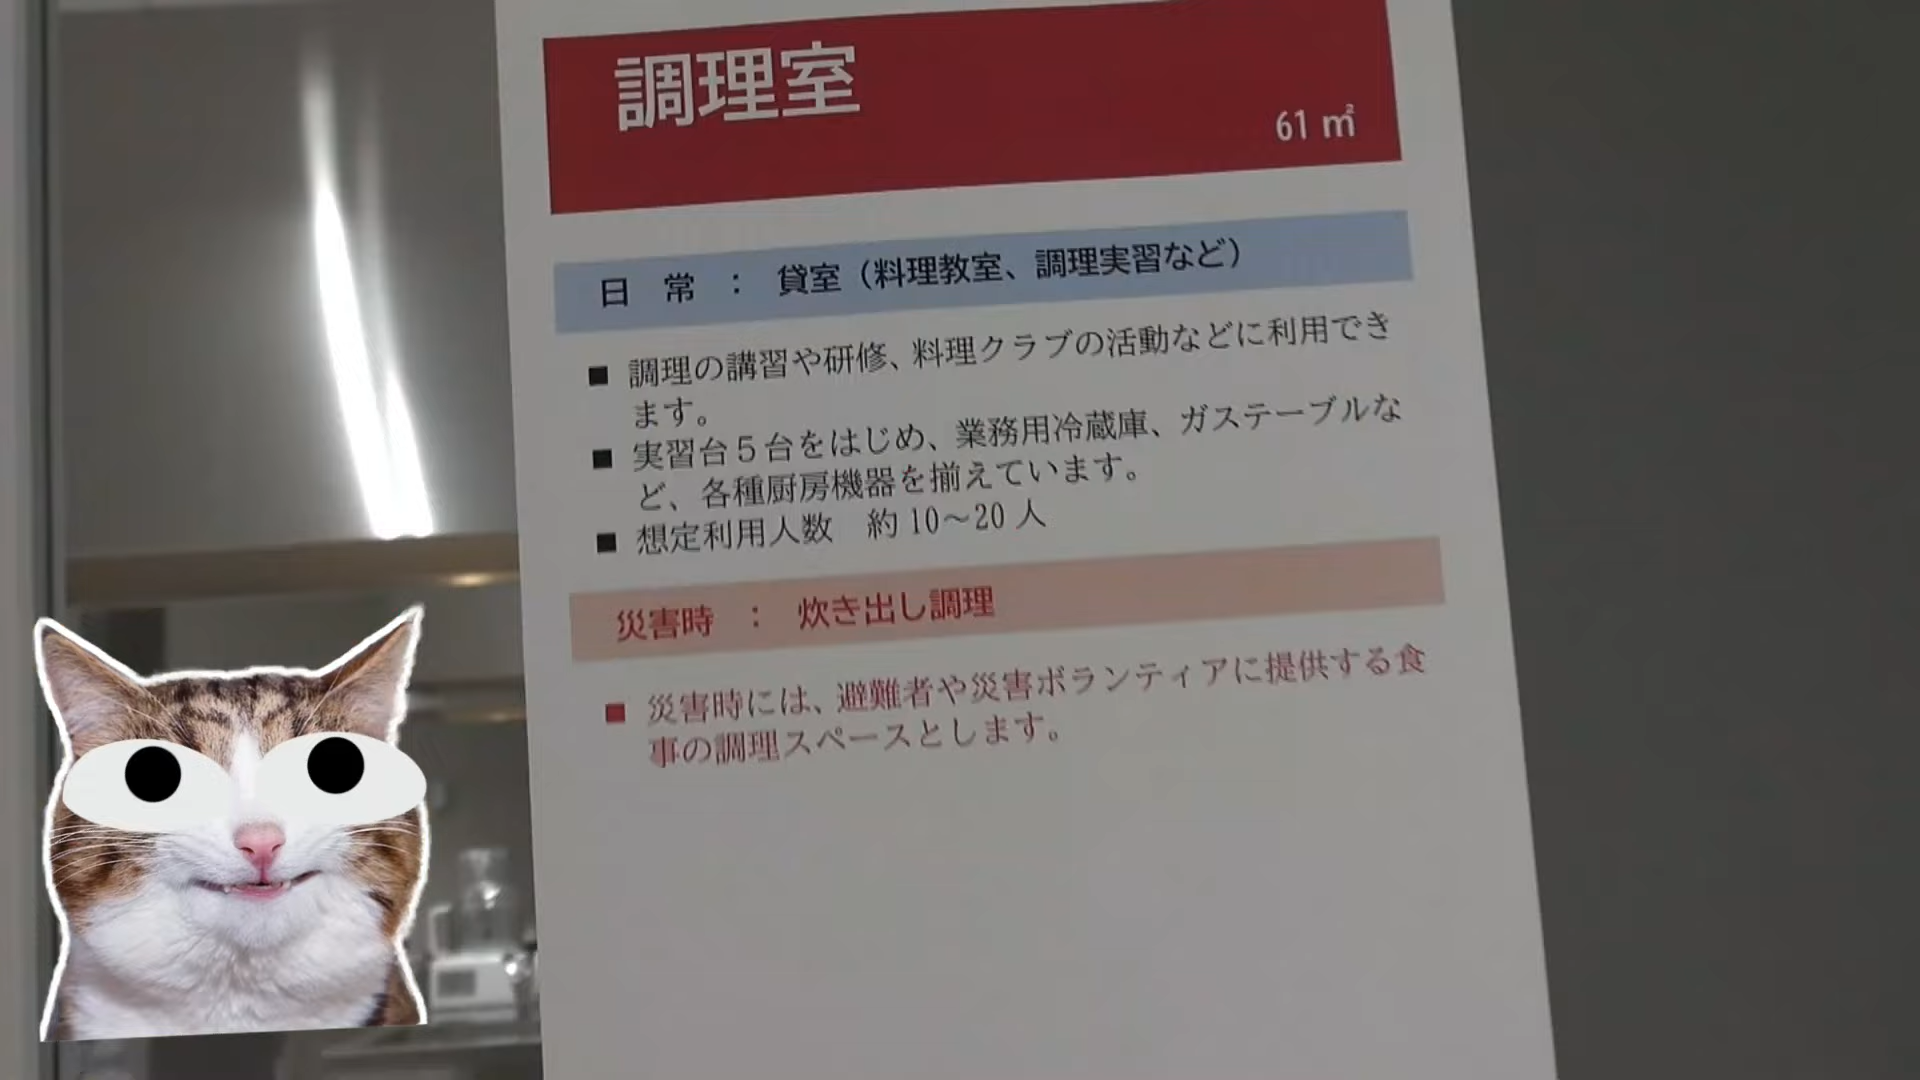 調理室
61 ㎡
日 常 ： 貸室（料理教室、調理実習など）
■ 調理の講習や研修、料理クラブの活動などに利用でき
ます。
■ 実習台５台をはじめ、業務用冷蔵庫、ガステーブルな
ど、各種厨房機器を揃えています。
■ 想定利用人数　約 10～20 人
災害時 ： 炊き出し調理
■ 災害時には、避難者や災害ボランティアに提供する食
事の調理スペースとします。